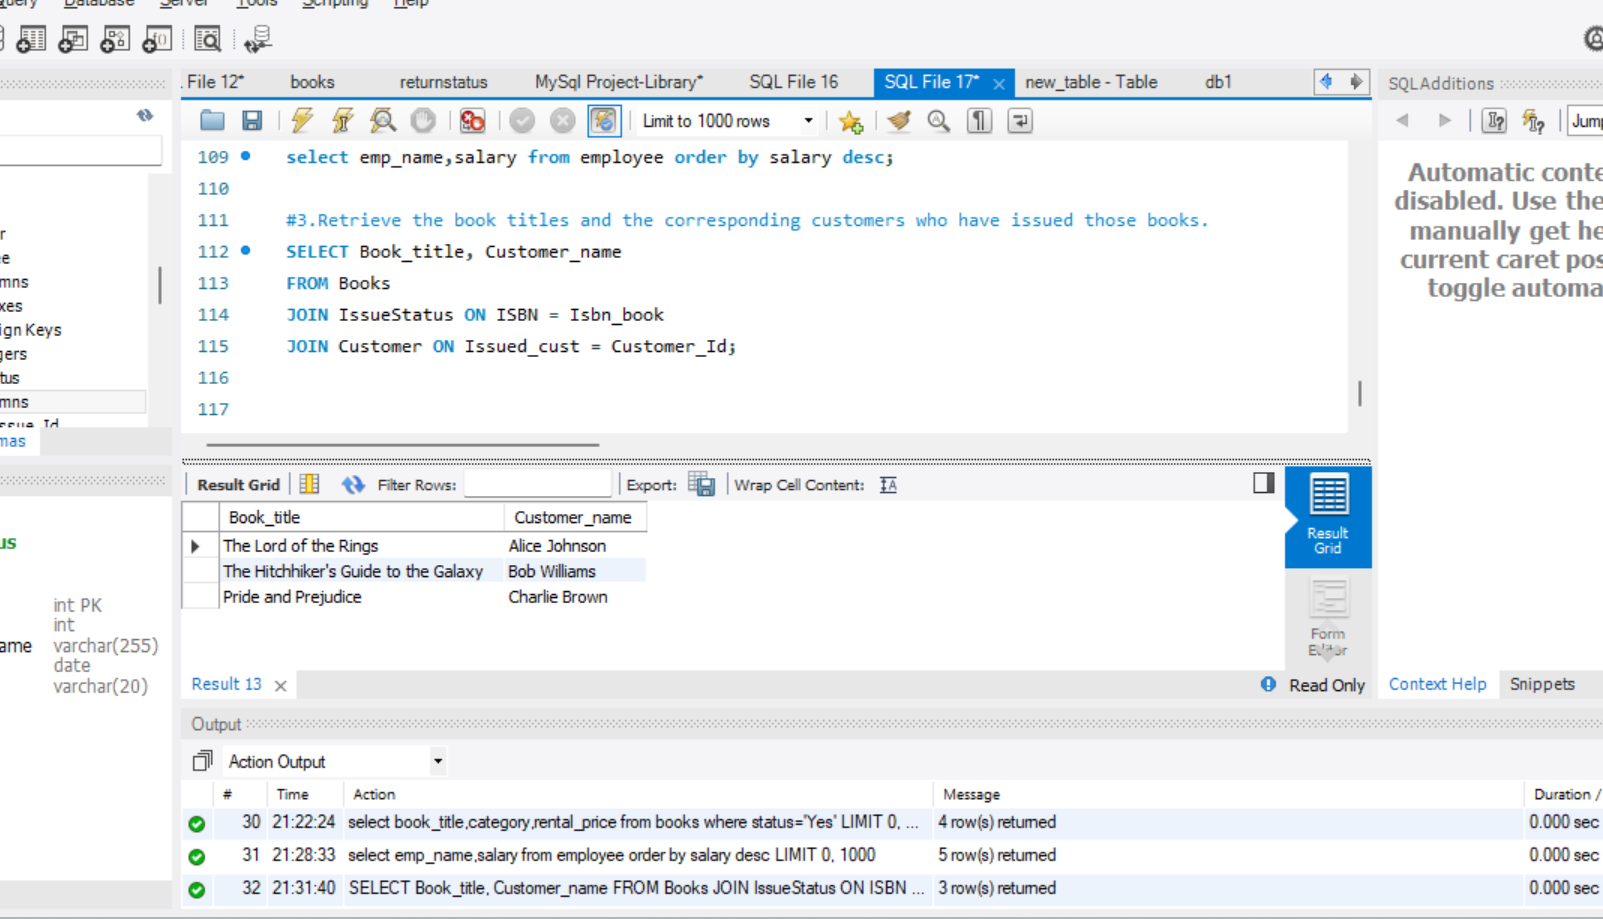 Query Database Server Tools Scripting Help
File 12* books returnstatus MySql Project-Library* SQL File 16 SQL File 17* new_table - Table db1
SQLAdditions
Limit to 1000 rows
Jump
109 select emp_name,salary from employee order by salary desc;
110
111 #3.Retrieve the book titles and the corresponding customers who have issued those books.
112 SELECT Book_title, Customer_name
113 FROM Books
114 JOIN IssueStatus ON ISBN = Isbn_book
115 JOIN Customer ON Issued_cust = Customer_Id;
116
117
Automatic conte
disabled. Use the
manually get he
current caret pos
toggle automa
r
e
mns
xes
ign Keys
gers
tus
mns
ssue_Id
mas
us
int PK
int
ame varchar(255)
date
varchar(20)
Result Grid Filter Rows: Export: Wrap Cell Content:
Book_title Customer_name
The Lord of the Rings Alice Johnson
The Hitchhiker's Guide to the Galaxy Bob Williams
Pride and Prejudice Charlie Brown
Result
Grid
Form
Editor
Result 13
Read Only
Context Help Snippets
Output
Action Output
# Time Action Message Duration /
30 21:22:24 select book_title,category,rental_price from books where status='Yes' LIMIT 0, ... 4 row(s) returned 0.000 sec
31 21:28:33 select emp_name,salary from employee order by salary desc LIMIT 0, 1000 5 row(s) returned 0.000 sec
32 21:31:40 SELECT Book_title, Customer_name FROM Books JOIN IssueStatus ON ISBN ... 3 row(s) returned 0.000 sec